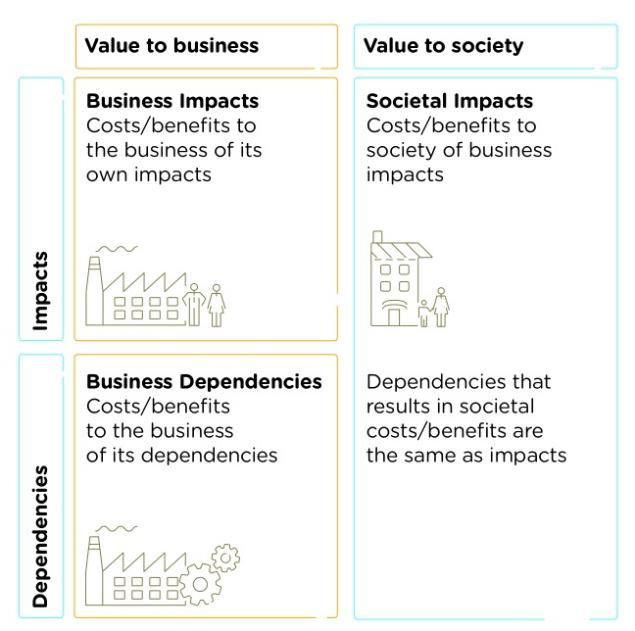 Value to business
Value to society
Impacts
Business Impacts
Costs/benefits to
the business of its
own impacts
Societal Impacts
Costs/benefits to
society of business
impacts
Dependencies
Business Dependencies
Costs/benefits
to the business
of its dependencies
Dependencies that
results in societal
costs/benefits are
the same as impacts